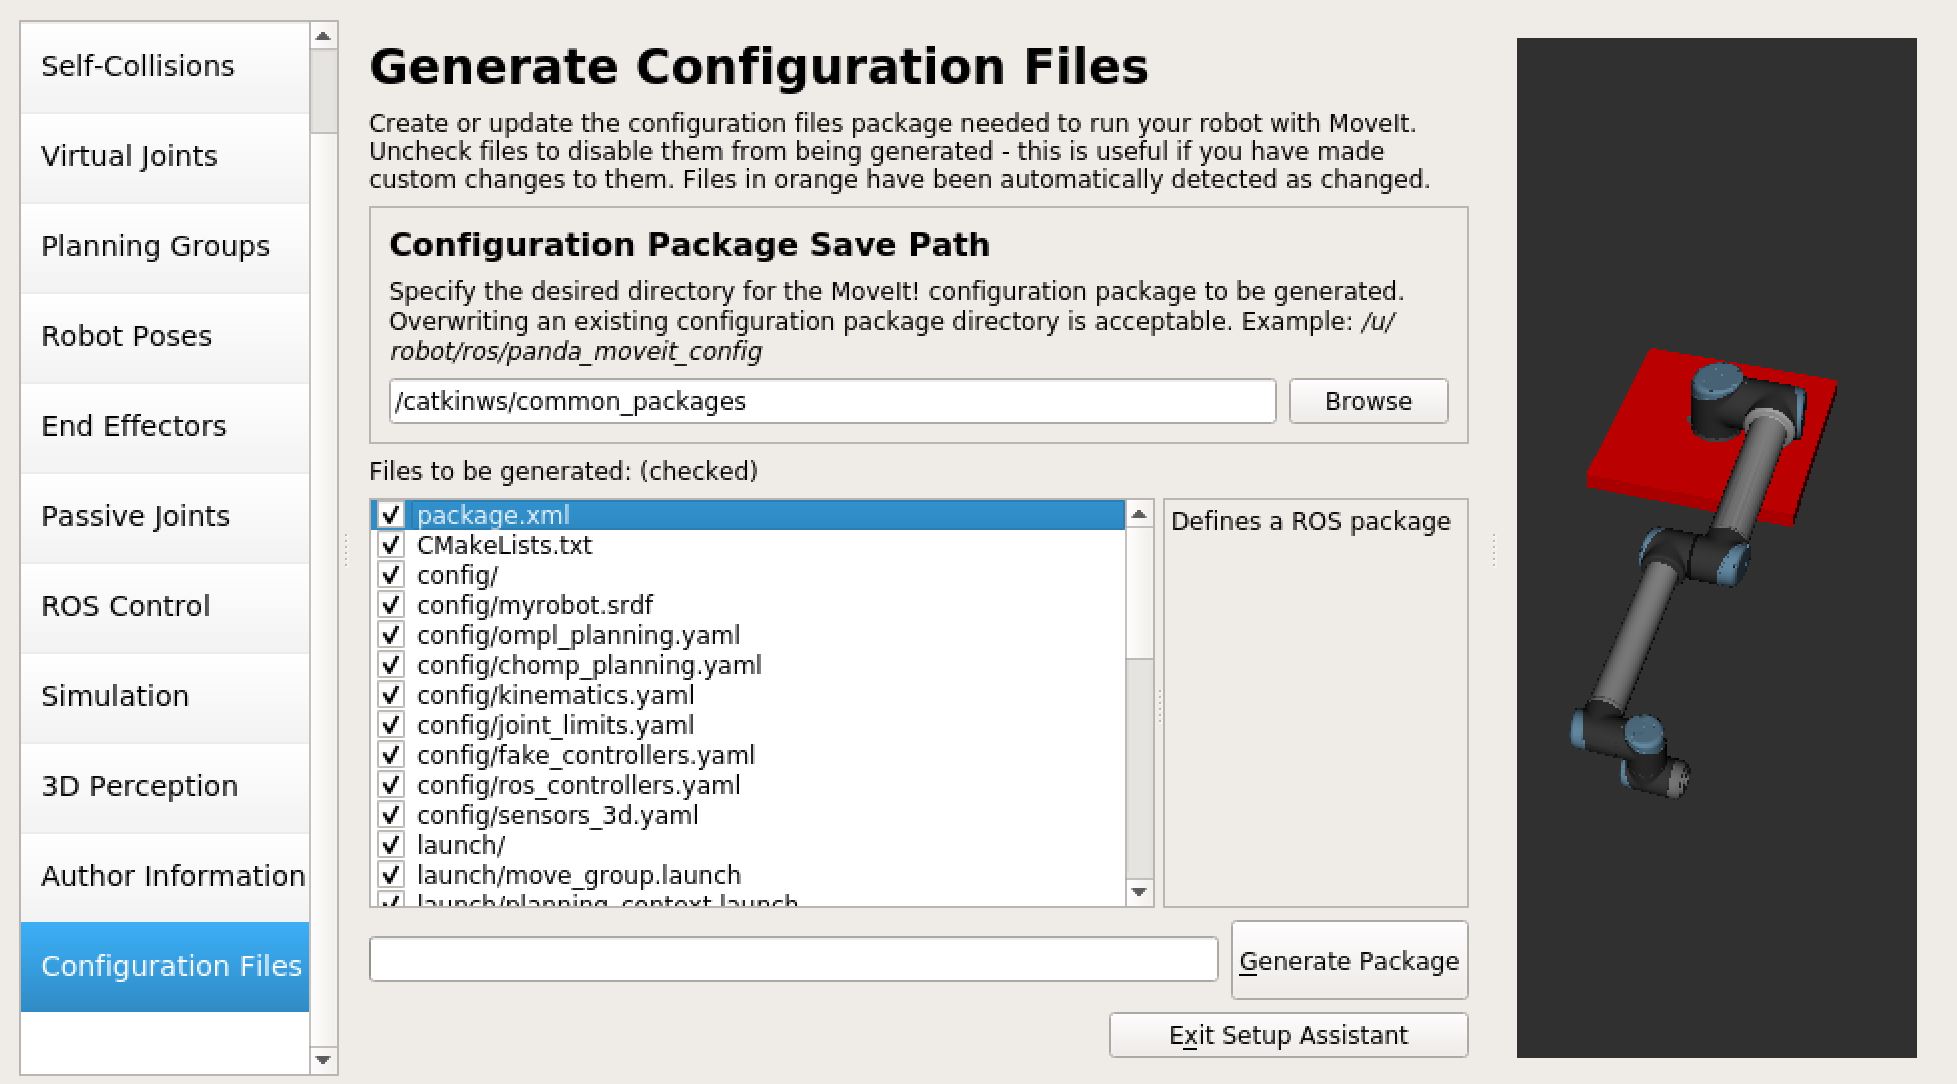 Self-Collisions
Virtual Joints
Planning Groups
Robot Poses
End Effectors
Passive Joints
ROS Control
Simulation
3D Perception
Author Information
Configuration Files
Generate Configuration Files
Create or update the configuration files package needed to run your robot with MoveIt.
Uncheck files to disable them from being generated - this is useful if you have made
custom changes to them. Files in orange have been automatically detected as changed.
Configuration Package Save Path
Specify the desired directory for the MoveIt! configuration package to be generated.
Overwriting an existing configuration package directory is acceptable. Example: /u/
robot/ros/panda_moveit_config
/catkinws/common_packages
Browse
Files to be generated: (checked)
package.xml
CMakeLists.txt
config/
config/myrobot.srdf
config/ompl_planning.yaml
config/chomp_planning.yaml
config/kinematics.yaml
config/joint_limits.yaml
config/fake_controllers.yaml
config/ros_controllers.yaml
config/sensors_3d.yaml
launch/
launch/move_group.launch
launch/planning_context.launch
Defines a ROS package
Generate Package
Exit Setup Assistant